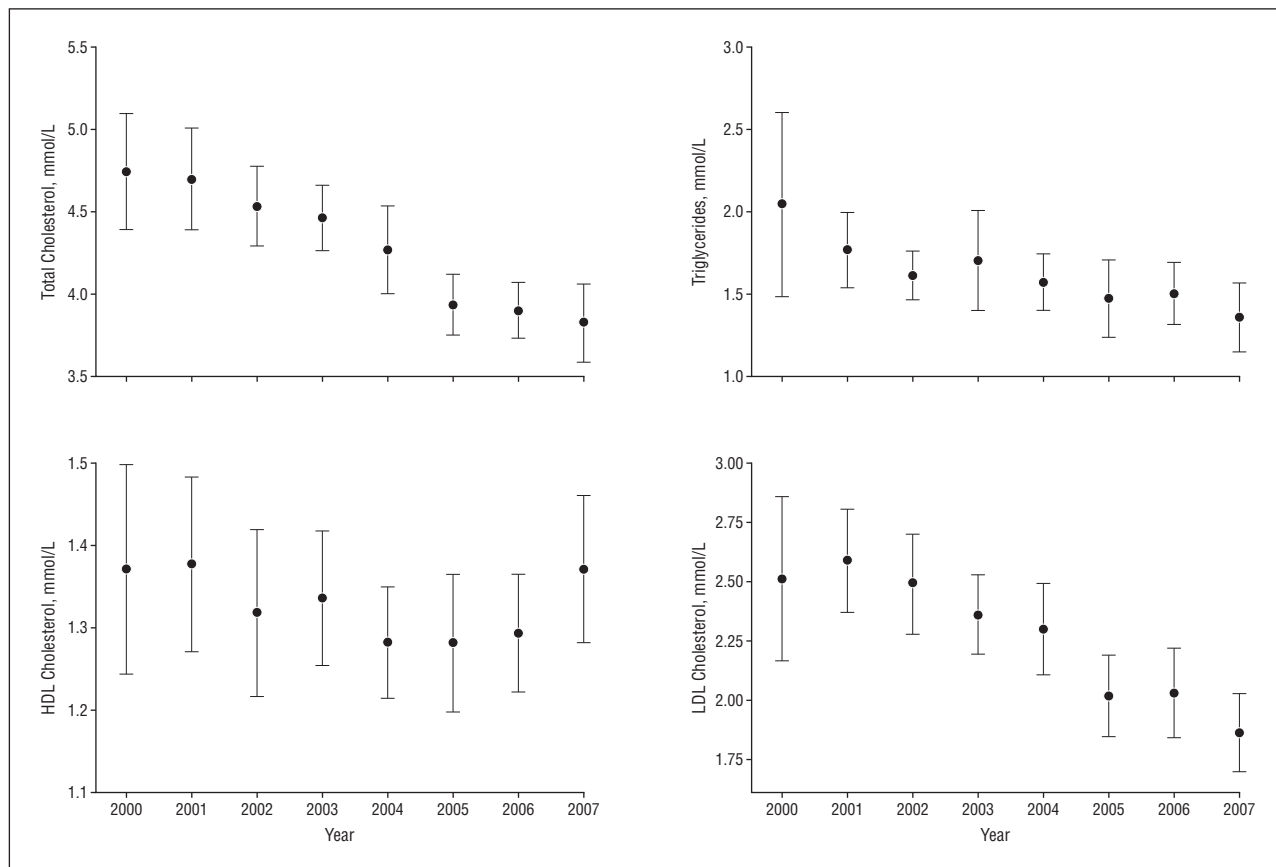 Total Cholesterol, mmol/L
5.5
5.0
4.5
4.0
3.5
Triglycerides, mmol/L
3.0
2.5
2.0
1.5
1.0
HDL Cholesterol, mmol/L
1.5
1.4
1.3
1.2
1.1
2000 2001 2002 2003 2004 2005 2006 2007
Year
LDL Cholesterol, mmol/L
3.00
2.75
2.50
2.25
2.00
1.75
2000 2001 2002 2003 2004 2005 2006 2007
Year